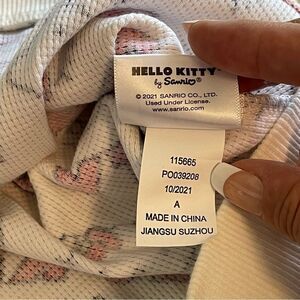 HELLO KITTY
by Sanrio
© 2021 SANRIO CO., LTD.
Used Under License.
www.sanrio.com
115665
PO039208
10/2021
A
MADE IN CHINA
JIANGSU SUZHOU